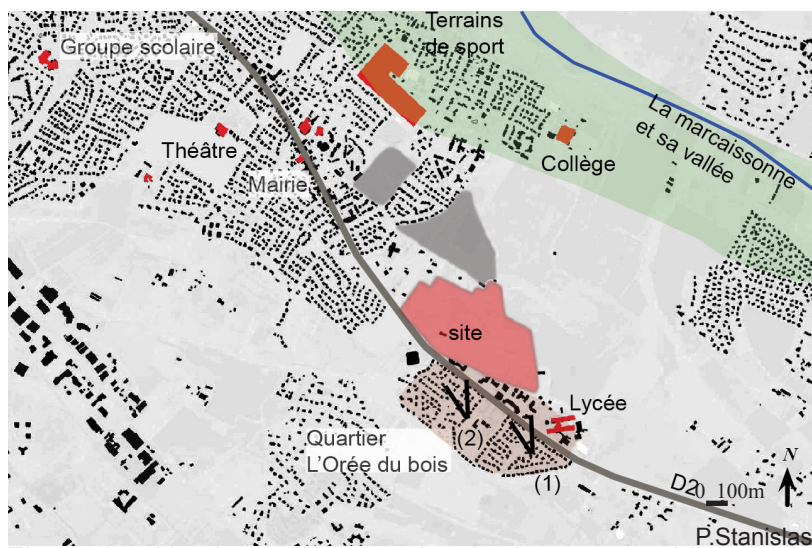 Terrains
de sport
Groupe scolaire
La marcaissonne
et sa vallée
Théâtre
Collège
Mairie
site
Lycée
Quartier
L'Orée du bois
(2)
(1)
N
D2
0 100m
P.Stanislas